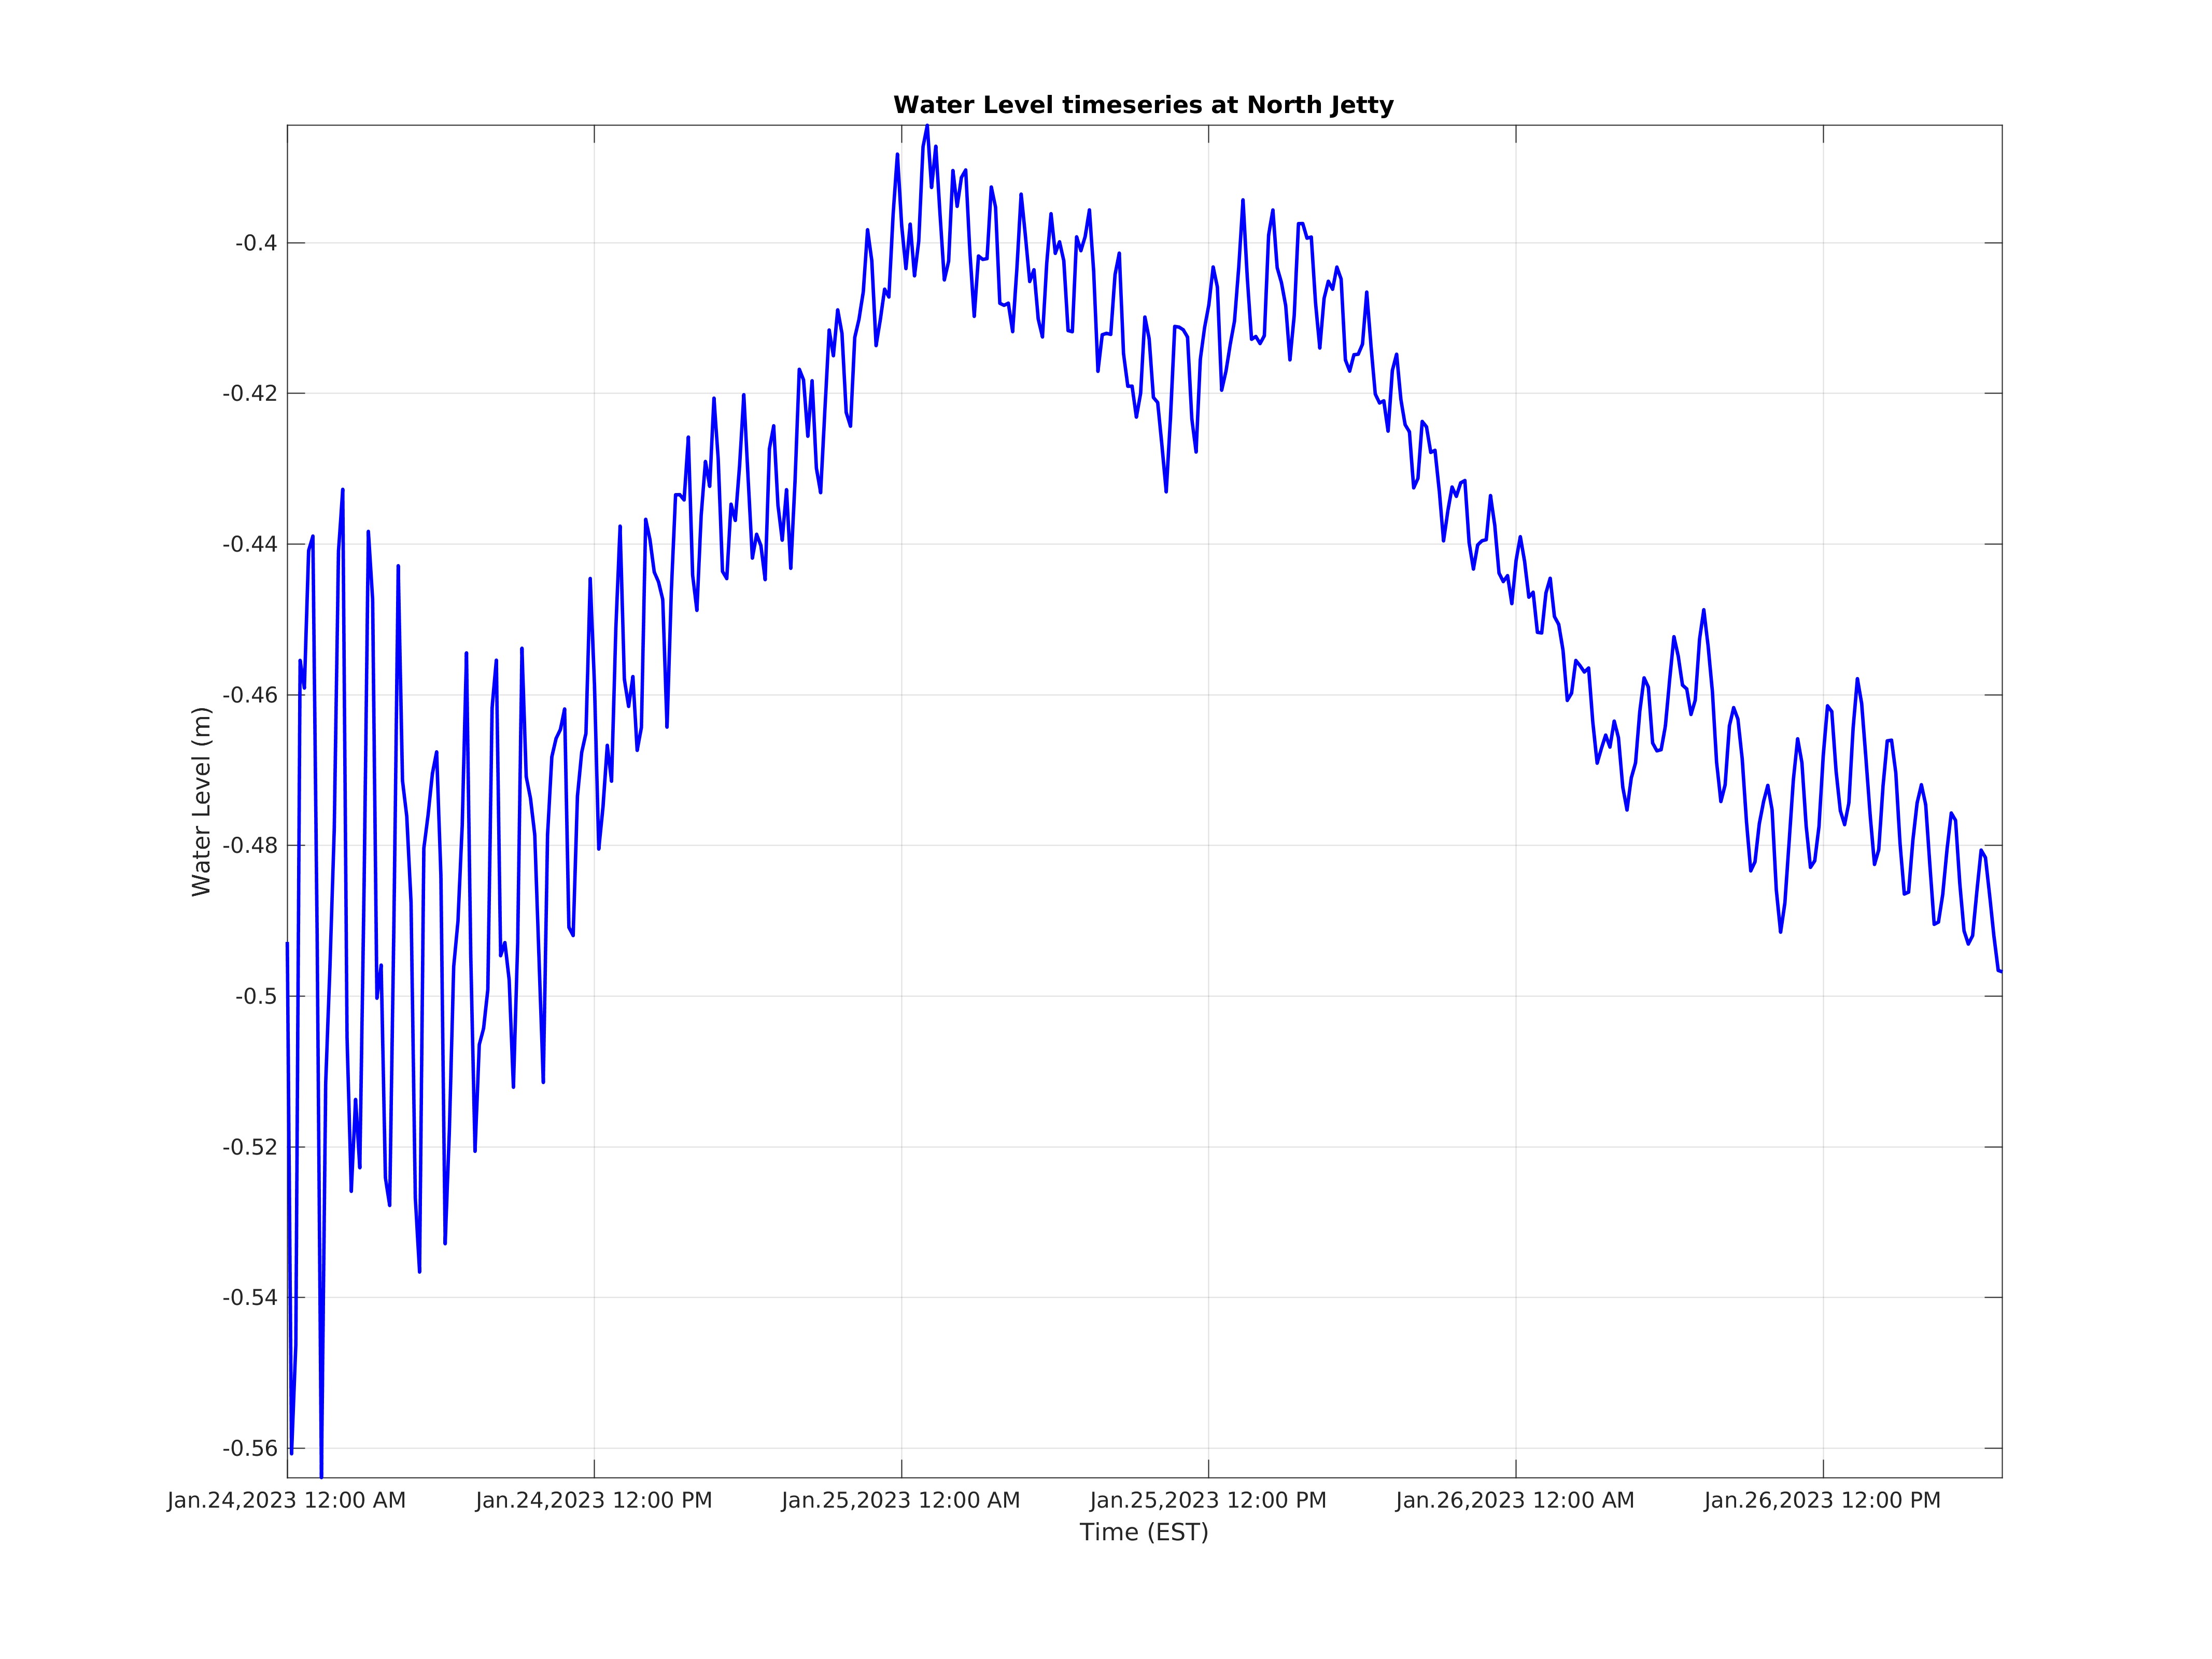 Water Level timeseries at North Jetty
-0.4
-0.42
-0.44
-0.46
-0.48
-0.5
-0.52
-0.54
-0.56
Water Level (m)
Jan.24,2023 12:00 AM
Jan.24,2023 12:00 PM
Jan.25,2023 12:00 AM
Jan.25,2023 12:00 PM
Jan.26,2023 12:00 AM
Jan.26,2023 12:00 PM
Time (EST)